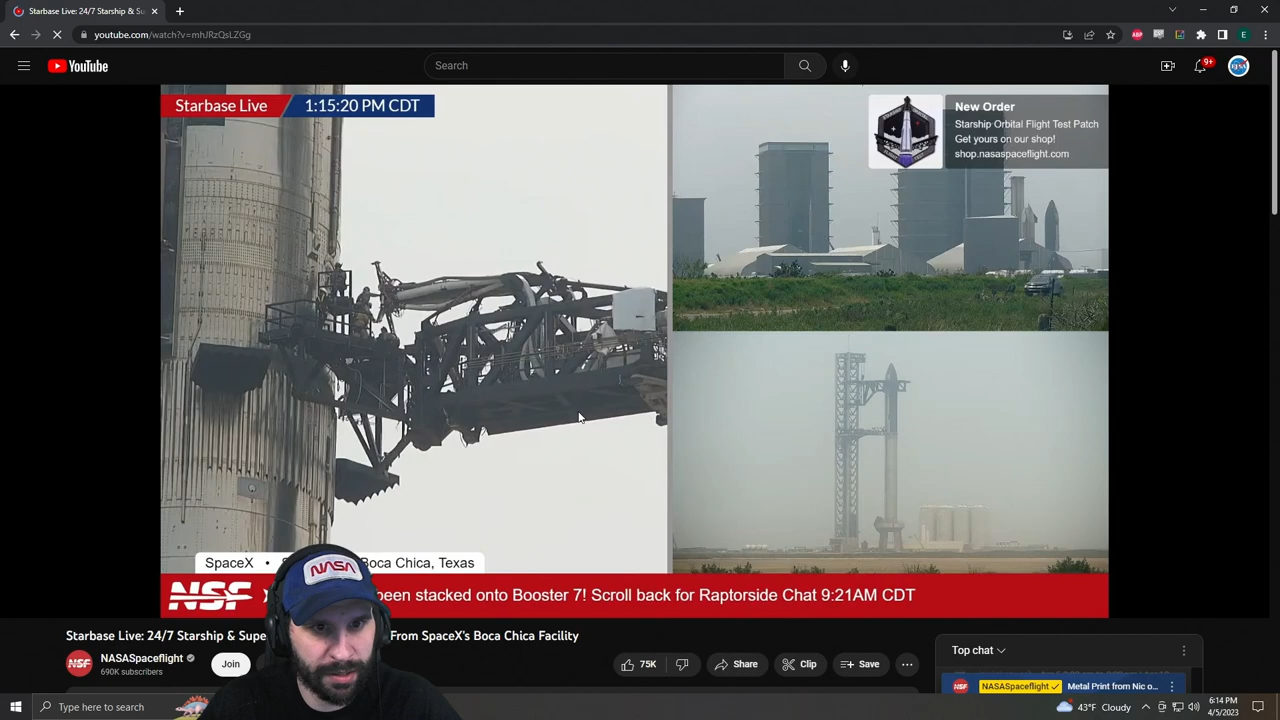 Starbase Live: 24/7 Starship & Su
youtube.com/watch?v=mhJRzQsLZGg
ABP
E
YouTube
Search
9+
Starbase Live
1:15:20 PM CDT
New Order
Starship Orbital Flight Test Patch
Get yours on our shop!
shop.nasaspaceflight.com
SpaceX •
Boca Chica, Texas
NSF
been stacked onto Booster 7! Scroll back for Raptorside Chat 9:21AM CDT
NASA
Starbase Live: 24/7 Starship & Supe
From SpaceX's Boca Chica Facility
NSF
NASASpaceflight
690K subscribers
Join
75K
Share
Clip
Save
Top chat
NSF
NASASpaceflight
Metal Print from Nic o...
Type here to search
43°F Cloudy
6:14 PM
4/5/2023